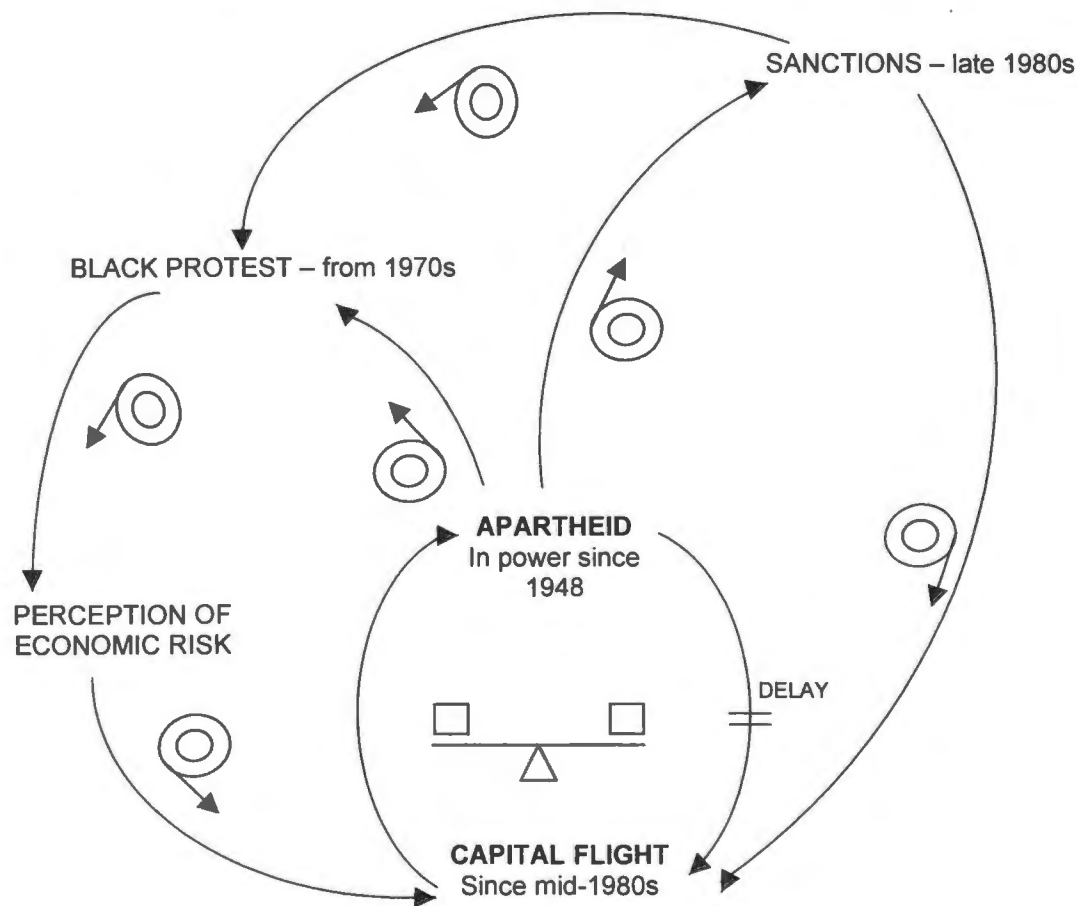 SANCTIONS – late 1980s
BLACK PROTEST – from 1970s
APARTHEID
In power since
1948
PERCEPTION OF
ECONOMIC RISK
DELAY
CAPITAL FLIGHT
Since mid-1980s